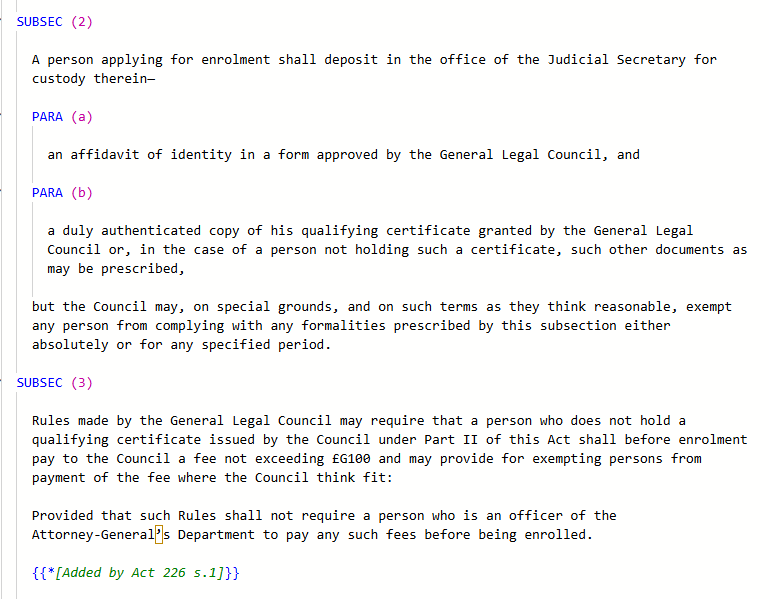 SUBSEC (2)
A person applying for enrolment shall deposit in the office of the Judicial Secretary for
custody therein—
PARA (a)
an affidavit of identity in a form approved by the General Legal Council, and
PARA (b)
a duly authenticated copy of his qualifying certificate granted by the General Legal
Council or, in the case of a person not holding such a certificate, such other documents as
may be prescribed,
but the Council may, on special grounds, and on such terms as they think reasonable, exempt
any person from complying with any formalities prescribed by this subsection either
absolutely or for any specified period.
SUBSEC (3)
Rules made by the General Legal Council may require that a person who does not hold a
qualifying certificate issued by the Council under Part II of this Act shall before enrolment
pay to the Council a fee not exceeding £G100 and may provide for exempting persons from
payment of the fee where the Council think fit:
Provided that such Rules shall not require a person who is an officer of the
Attorney-General’s Department to pay any such fees before being enrolled.
{{*[Added by Act 226 s.1]}}